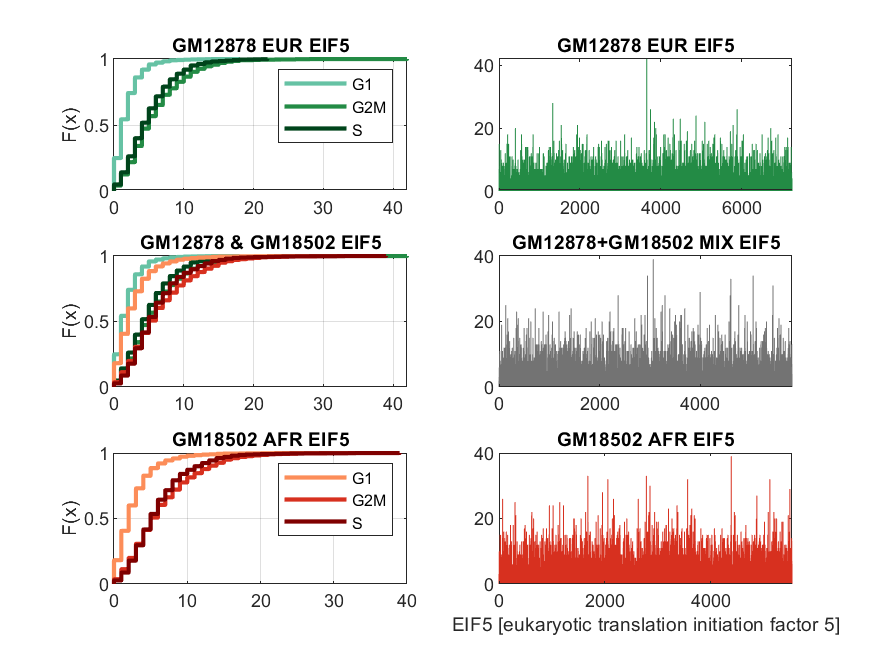 GM12878 EUR EIF5
F(x)
1
0.5
0
0 10 20 30 40
G1
G2M
S
GM12878 EUR EIF5
40
20
0
0 2000 4000 6000
GM12878 & GM18502 EIF5
F(x)
1
0.5
0
0 10 20 30 40
GM12878+GM18502 MIX EIF5
40
20
0
0 2000 4000
GM18502 AFR EIF5
F(x)
1
0.5
0
0 10 20 30 40
G1
G2M
S
GM18502 AFR EIF5
40
20
0
0 2000 4000
EIF5 [eukaryotic translation initiation factor 5]